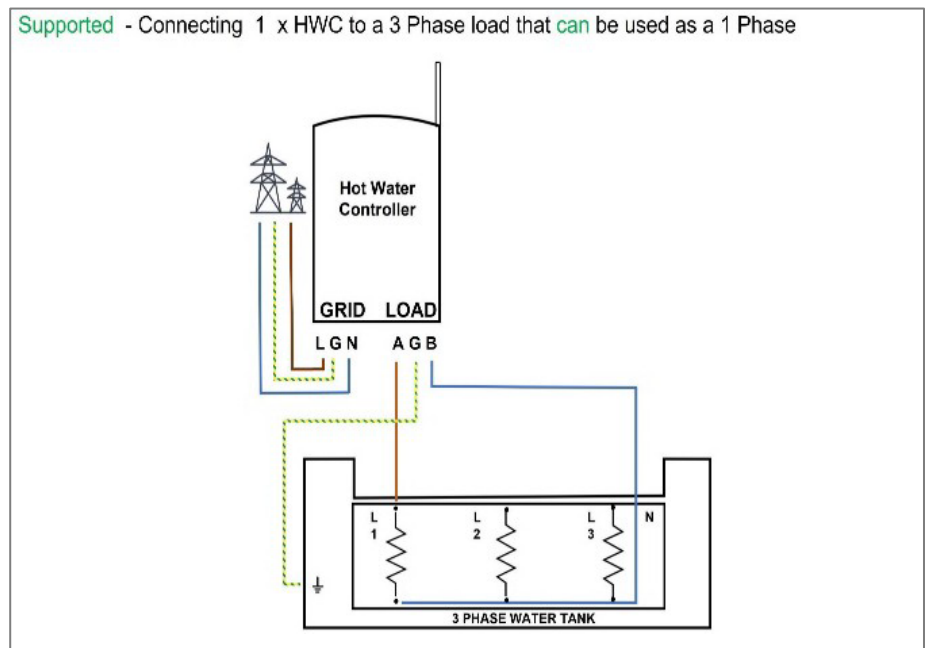 Supported - Connecting 1 x HWC to a 3 Phase load that can be used as a 1 Phase
Hot Water
Controller
GRID LOAD
L G N A G B
L L L N
1 2 3
3 PHASE WATER TANK